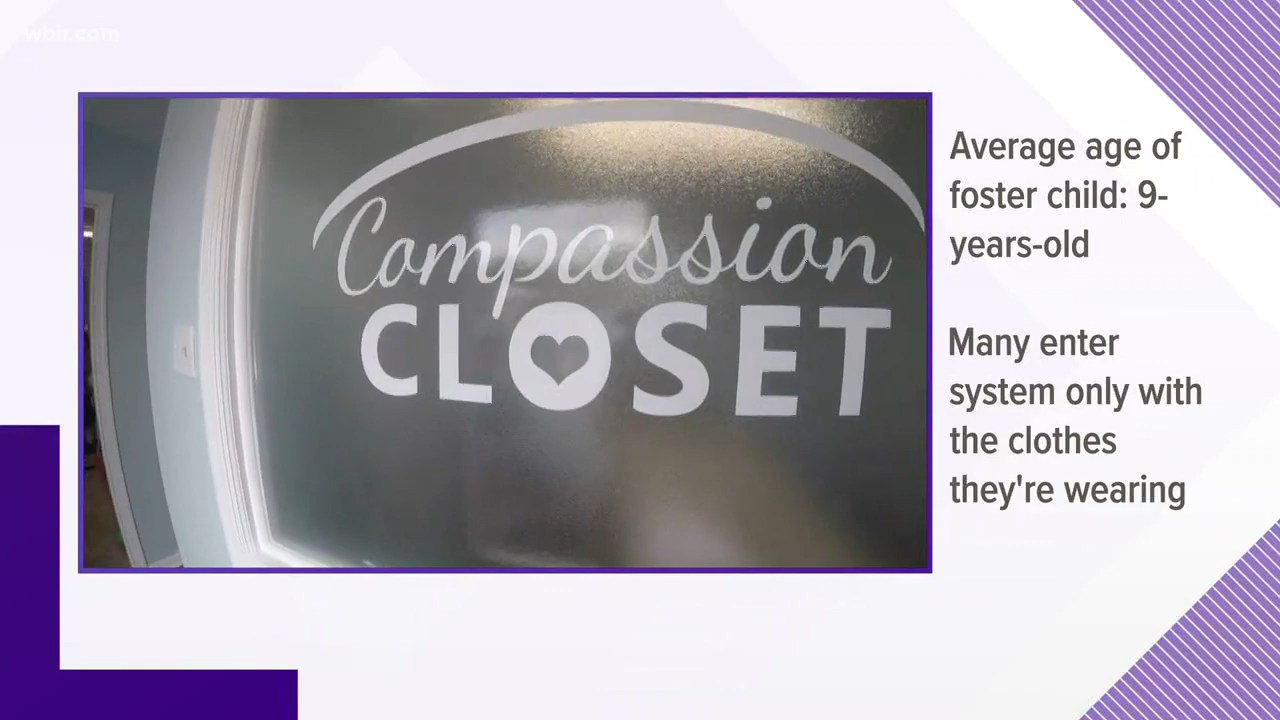 wbir.com
Compassion
CLOSET
Average age of
foster child: 9-
years-old
Many enter
system only with
the clothes
they're wearing